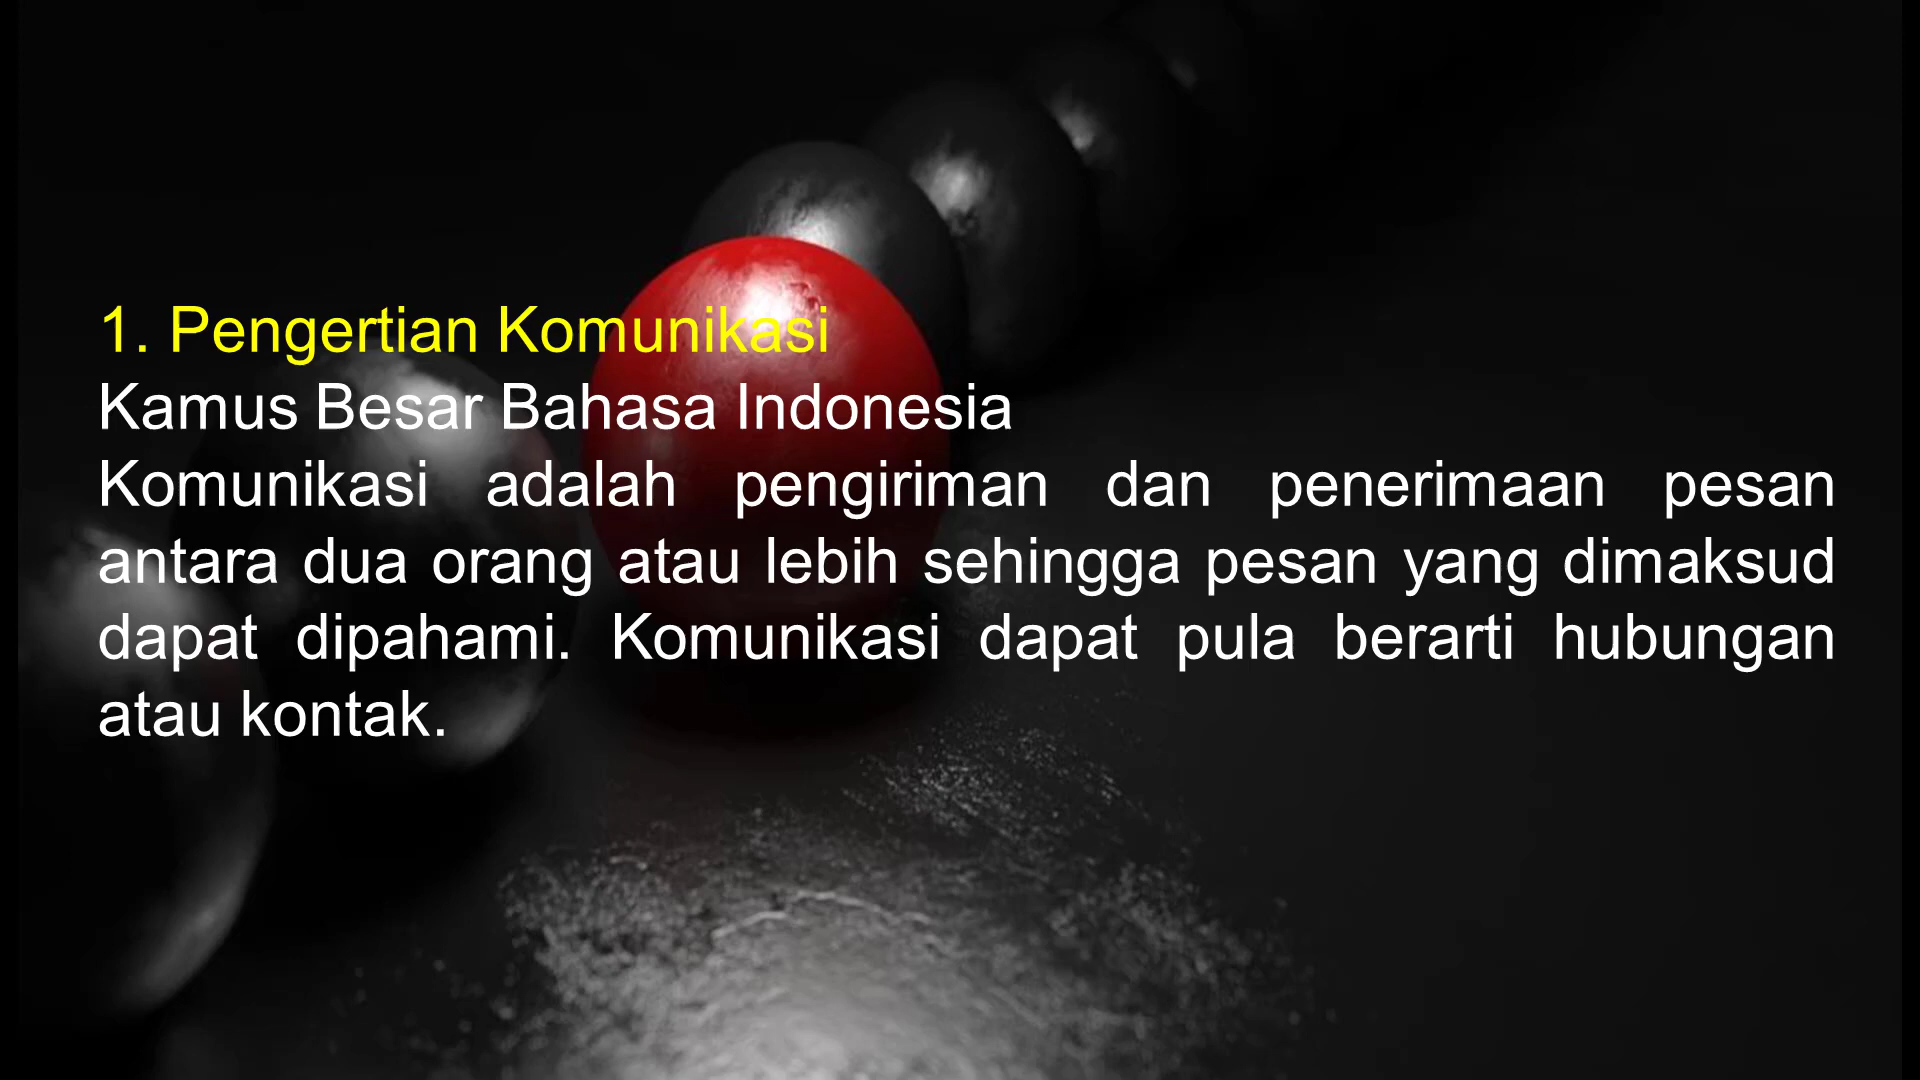 1. Pengertian Komunikasi
Kamus Besar Bahasa Indonesia
Komunikasi adalah pengiriman dan penerimaan pesan
antara dua orang atau lebih sehingga pesan yang dimaksud
dapat dipahami. Komunikasi dapat pula berarti hubungan
atau kontak.